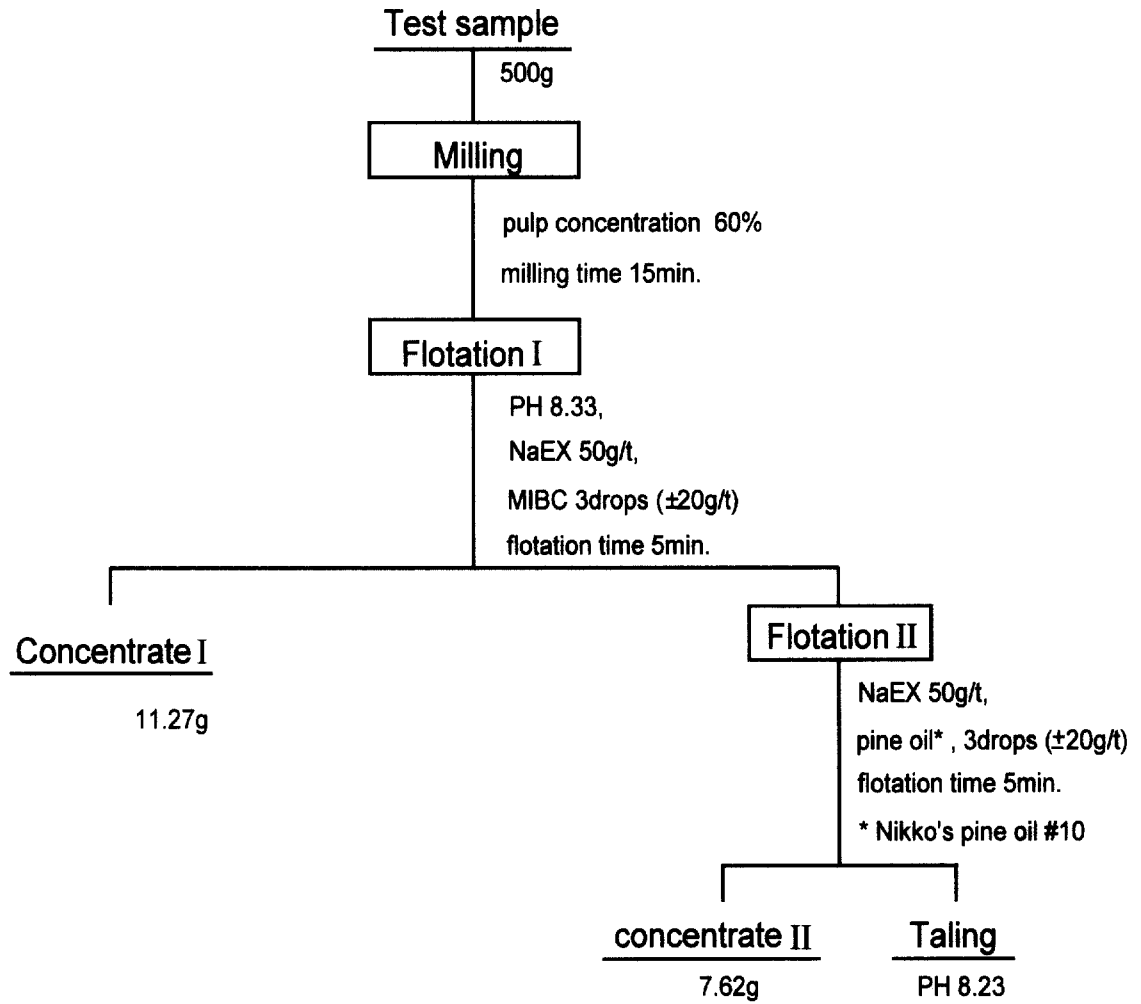 Test sample
500g
Milling
pulp concentration 60%
milling time 15min.
Flotation I
PH 8.33,
NaEX 50g/t,
MIBC 3drops (±20g/t)
flotation time 5min.
Concentrate I
11.27g
Flotation II
NaEX 50g/t,
pine oil* , 3drops (±20g/t)
flotation time 5min.
* Nikko's pine oil #10
concentrate II
7.62g
Taling
PH 8.23